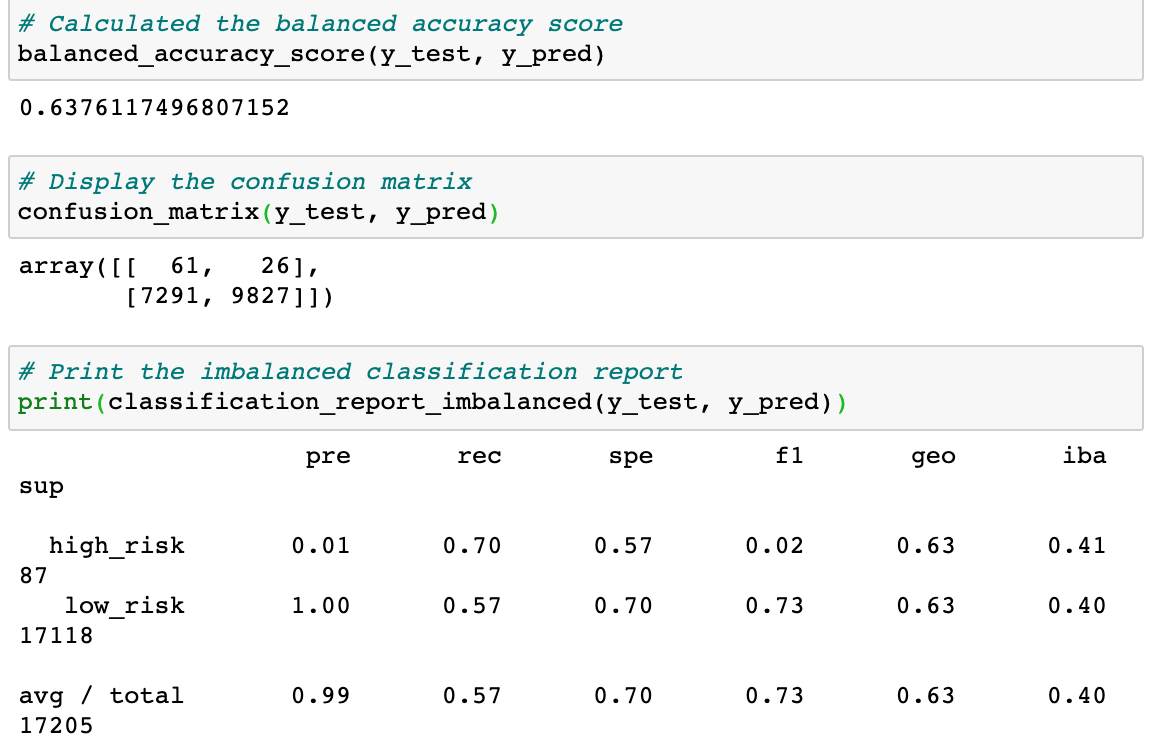 # Calculated the balanced accuracy score
balanced_accuracy_score(y_test, y_pred)
0.6376117496807152
# Display the confusion matrix
confusion_matrix(y_test, y_pred)
array([[  61,   26],
       [7291, 9827]])
# Print the imbalanced classification report
print(classification_report_imbalanced(y_test, y_pred))
                   pre       rec       spe        f1       geo       iba
sup
  high_risk       0.01      0.70      0.57      0.02      0.63      0.41
87
   low_risk       1.00      0.57      0.70      0.73      0.63      0.40
17118
avg / total       0.99      0.57      0.70      0.73      0.63      0.40
17205